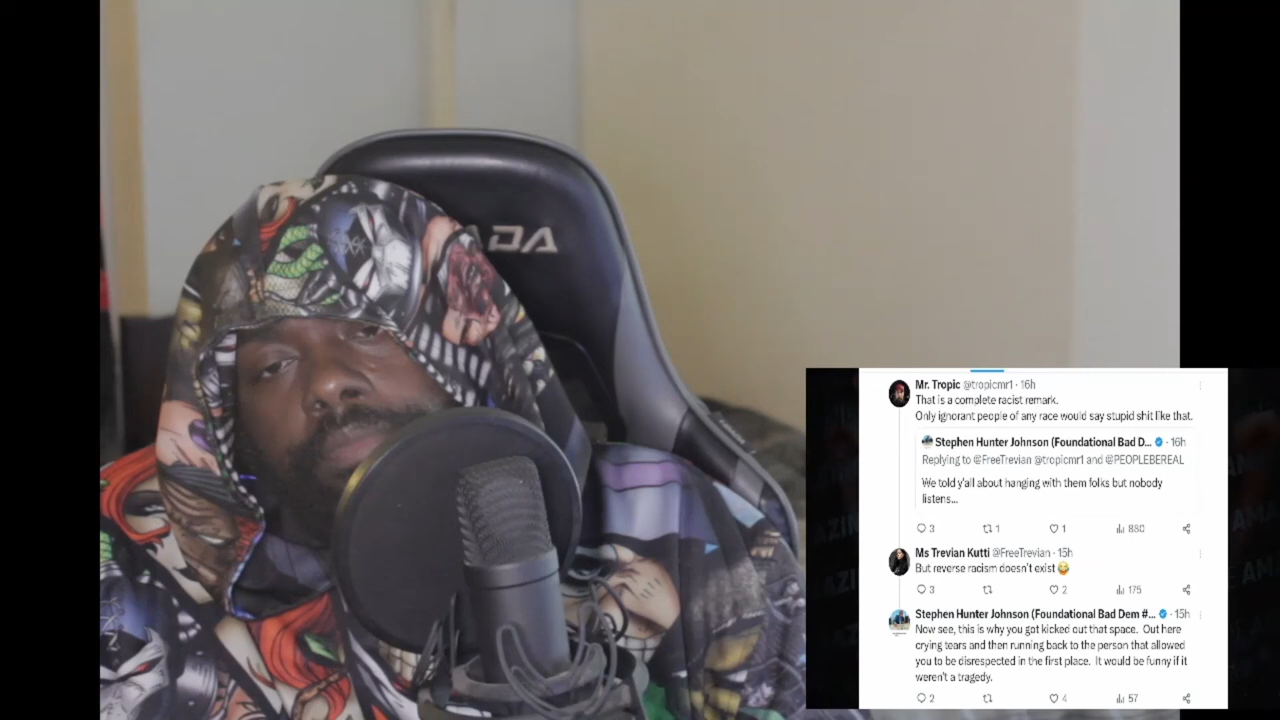 ADA
Mr. Tropic @tropicmr1 · 16h
That is a complete racist remark.
Only ignorant people of any race would say stupid shit like that.
Stephen Hunter Johnson (Foundational Bad D... · 16h
Replying to @FreeTrevian @tropicmr1 and @PEOPLEBEREAL
We told y'all about hanging with them folks but nobody
listens...
3 1 1 880
Ms Trevian Kutti @FreeTrevian · 15h
But reverse racism doesn't exist😂
3 2 175
Stephen Hunter Johnson (Foundational Bad Dem #... · 15h
Now see, this is why you got kicked out that space. Out here
crying tears and then running back to the person that allowed
you to be disrespected in the first place. It would be funny if it
weren't a tragedy.
2 4 57